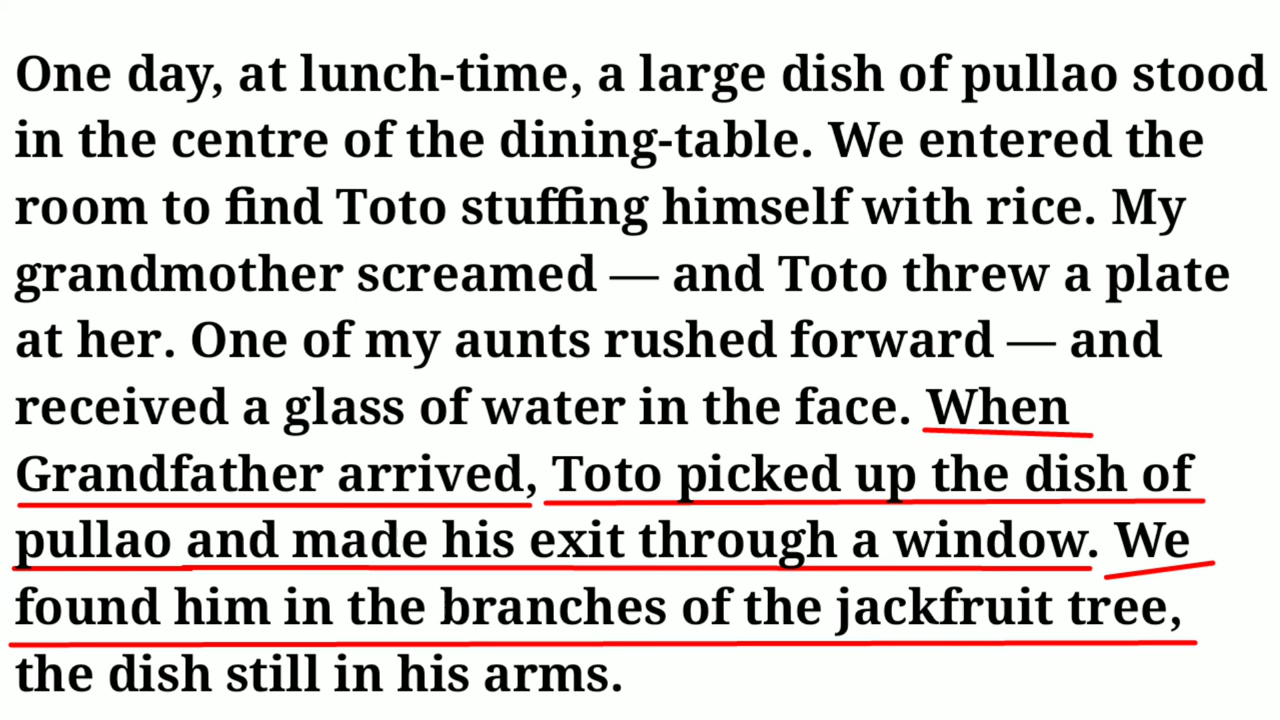 One day, at lunch-time, a large dish of pullao stood
in the centre of the dining-table. We entered the
room to find Toto stuffing himself with rice. My
grandmother screamed — and Toto threw a plate
at her. One of my aunts rushed forward — and
received a glass of water in the face. When
Grandfather arrived, Toto picked up the dish of
pullao and made his exit through a window. We
found him in the branches of the jackfruit tree,
the dish still in his arms.